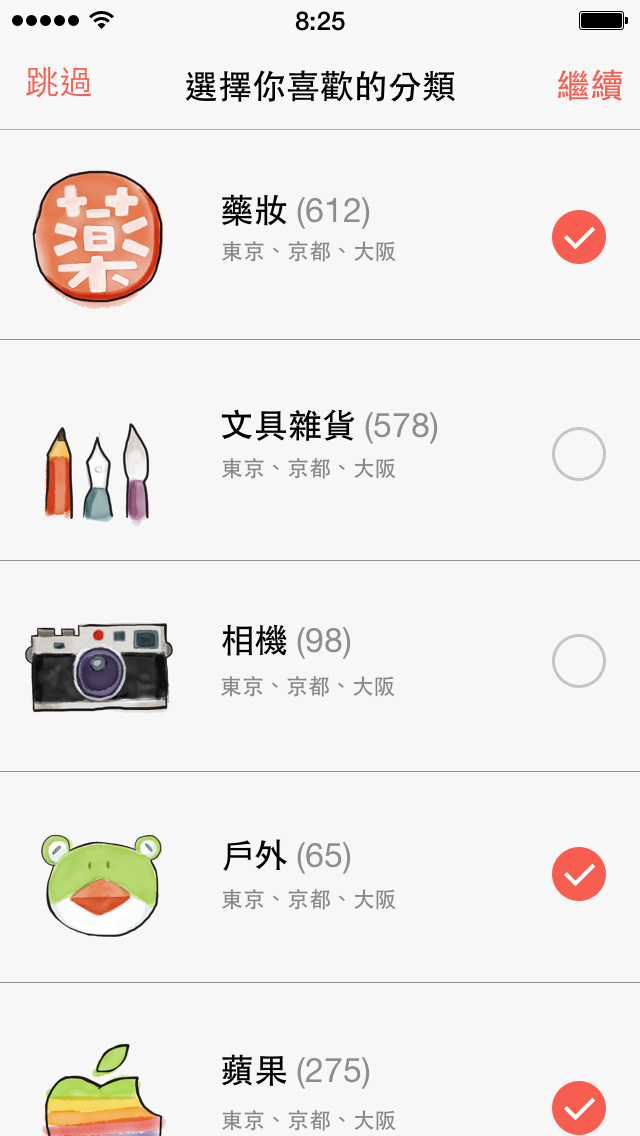 8:25
跳過
選擇你喜歡的分類
繼續
藥
藥妝 (612)
東京、京都、大阪
文具雜貨 (578)
東京、京都、大阪
相機 (98)
東京、京都、大阪
戶外 (65)
東京、京都、大阪
蘋果 (275)
東京、京都、大阪